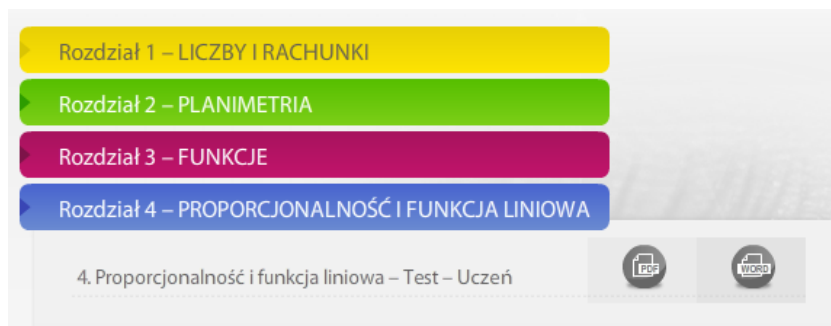 Rozdział 1 – LICZBY I RACHUNKI
Rozdział 2 – PLANIMETRIA
Rozdział 3 – FUNKCJE
Rozdział 4 – PROPORCJONALNOŚĆ I FUNKCJA LINIOWA
4. Proporcjonalność i funkcja liniowa – Test – Uczeń
PDF
WORD